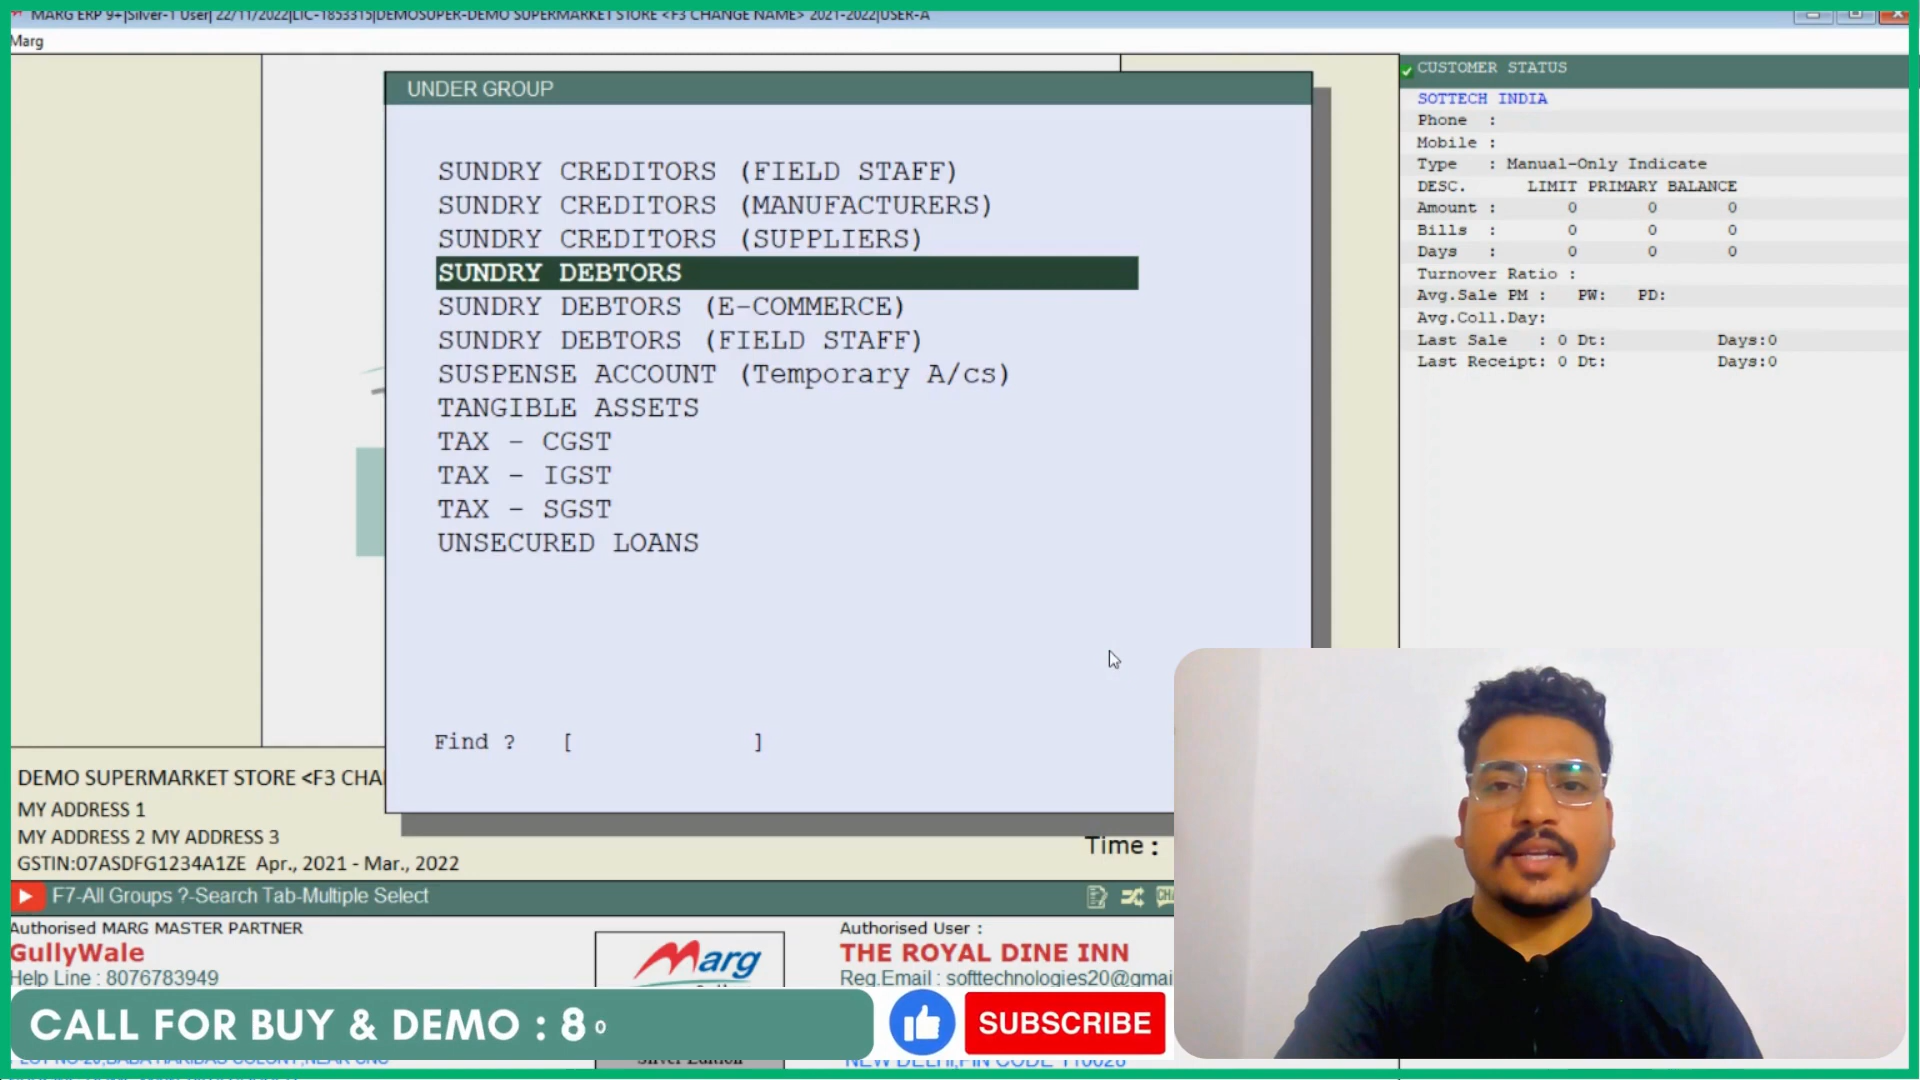 MARG ERP 9+|Silver-1 User| 22/11/2022|LIC-1853315|DEMOSUPER-DEMO SUPERMARKET STORE <F3 CHANGE NAME> 2021-2022|USER-A
Marg
UNDER GROUP
SUNDRY CREDITORS (FIELD STAFF)
SUNDRY CREDITORS (MANUFACTURERS)
SUNDRY CREDITORS (SUPPLIERS)
SUNDRY DEBTORS
SUNDRY DEBTORS (E-COMMERCE)
SUNDRY DEBTORS (FIELD STAFF)
SUSPENSE ACCOUNT (Temporary A/cs)
TANGIBLE ASSETS
TAX - CGST
TAX - IGST
TAX - SGST
UNSECURED LOANS
Find ? [ ]
CUSTOMER STATUS
SOTTECH INDIA
Phone :
Mobile :
Type : Manual-Only Indicate
DESC. LIMIT PRIMARY BALANCE
Amount : 0 0 0
Bills : 0 0 0
Days : 0 0 0
Turnover Ratio :
Avg.Sale PM : PW: PD:
Avg.Coll.Day:
Last Sale : 0 Dt: Days:0
Last Receipt: 0 Dt: Days:0
DEMO SUPERMARKET STORE <F3 CHA
MY ADDRESS 1
MY ADDRESS 2 MY ADDRESS 3
GSTIN:07ASDFG1234A1ZE Apr., 2021 - Mar., 2022
Time :
F7-All Groups ?-Search Tab-Multiple Select
Authorised MARG MASTER PARTNER
GullyWale
Help Line : 8076783949
Marg
Authorised User :
THE ROYAL DINE INN
Reg.Email : softtechnologies20@gmai
CALL FOR BUY & DEMO : 8
SUBSCRIBE
Silver Edition
NEW DELHI,PIN CODE 110028